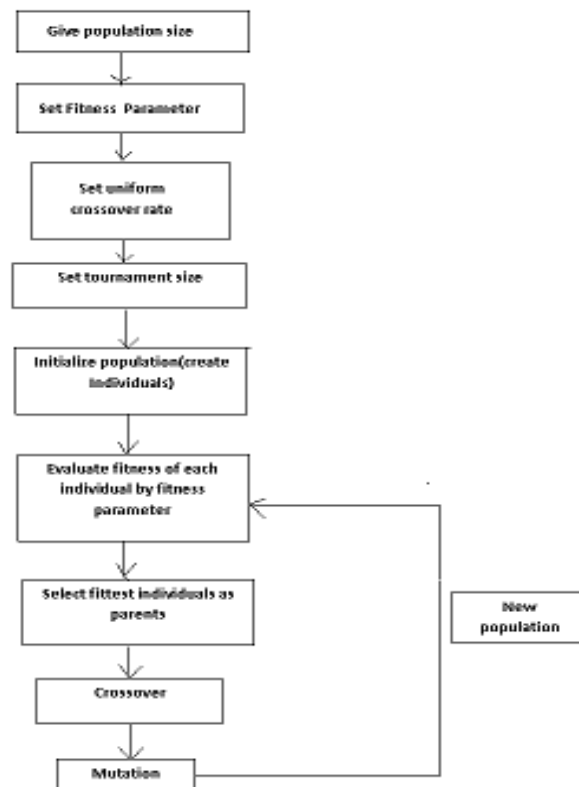 Give population size
Set Fitness Parameter
Set uniform
crossover rate
Set tournament size
Initialize population(create
Individuals)
Evaluate fitness of each
individual by fitness
parameter
Select fittest individuals as
parents
New
population
Crossover
Mutation